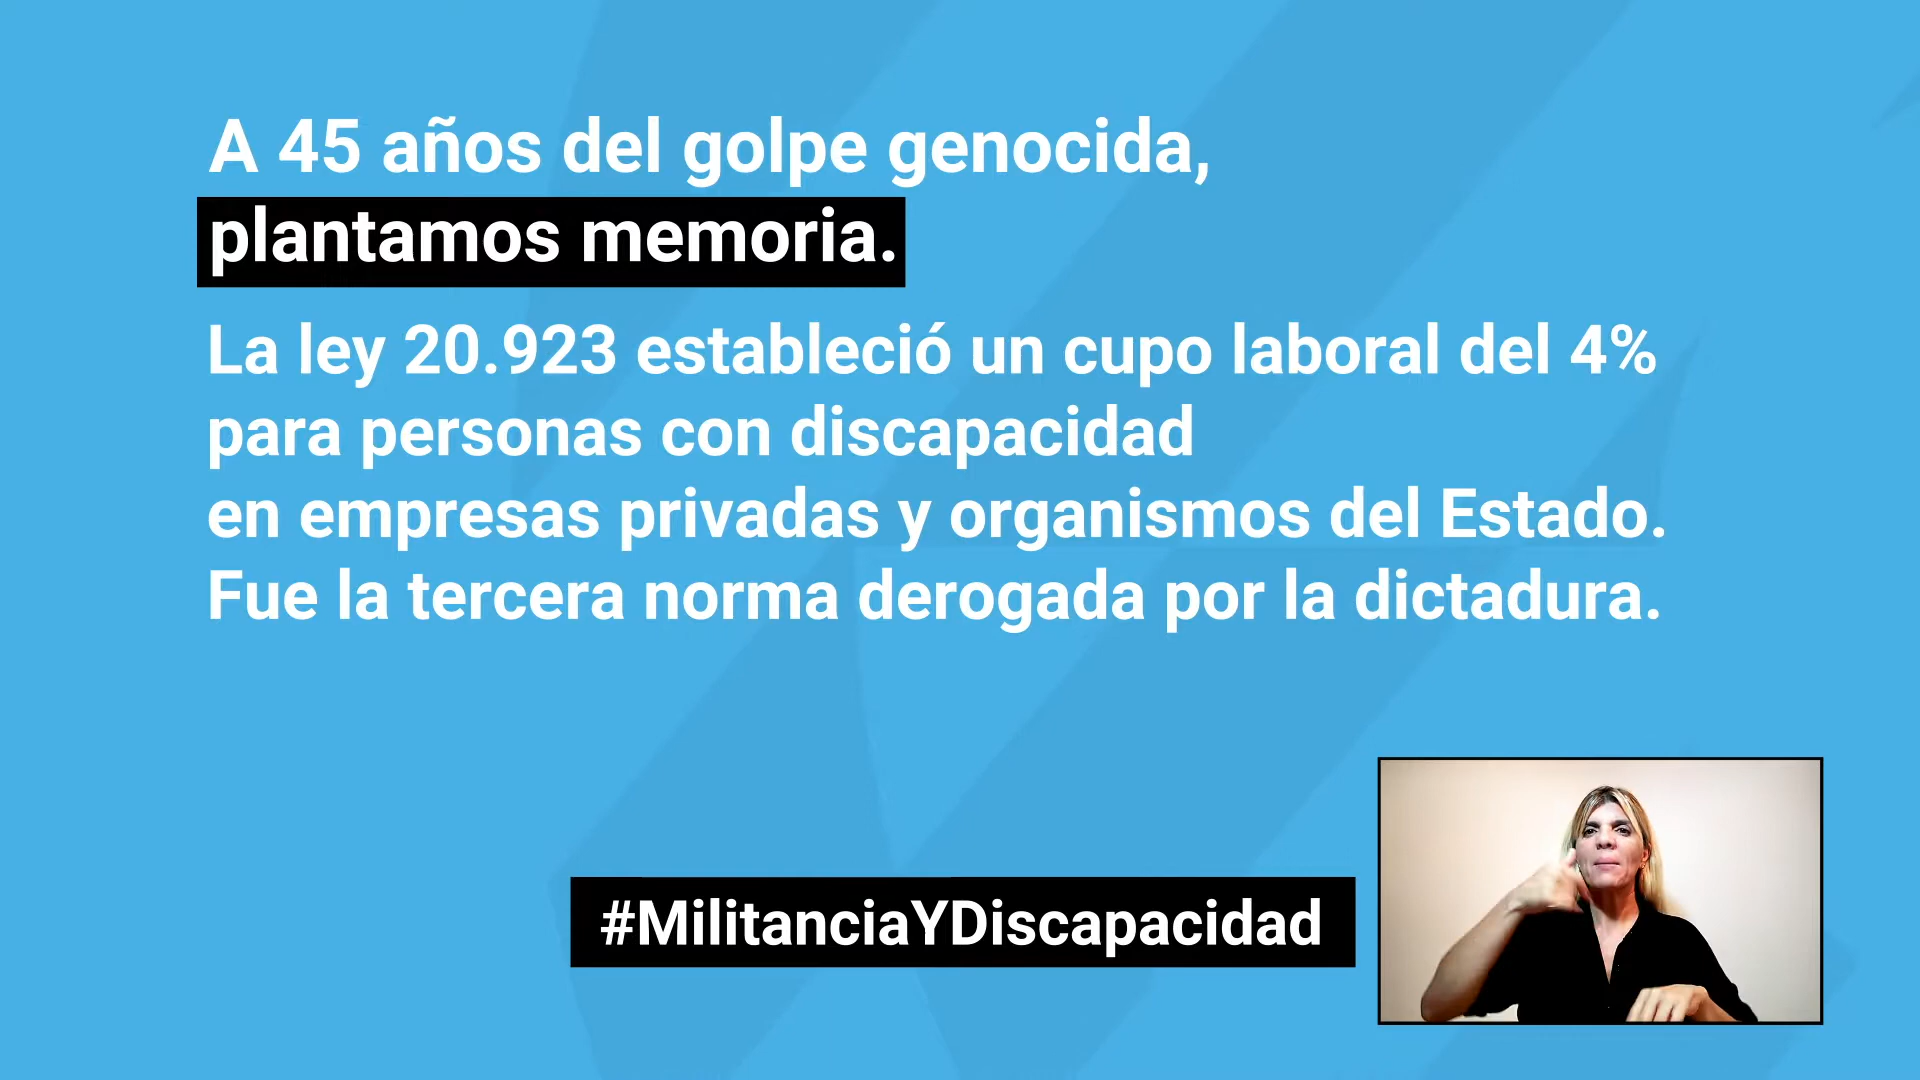 A 45 años del golpe genocida,
plantamos memoria.
La ley 20.923 estableció un cupo laboral del 4%
para personas con discapacidad
en empresas privadas y organismos del Estado.
Fue la tercera norma derogada por la dictadura.
#MilitanciaYDiscapacidad